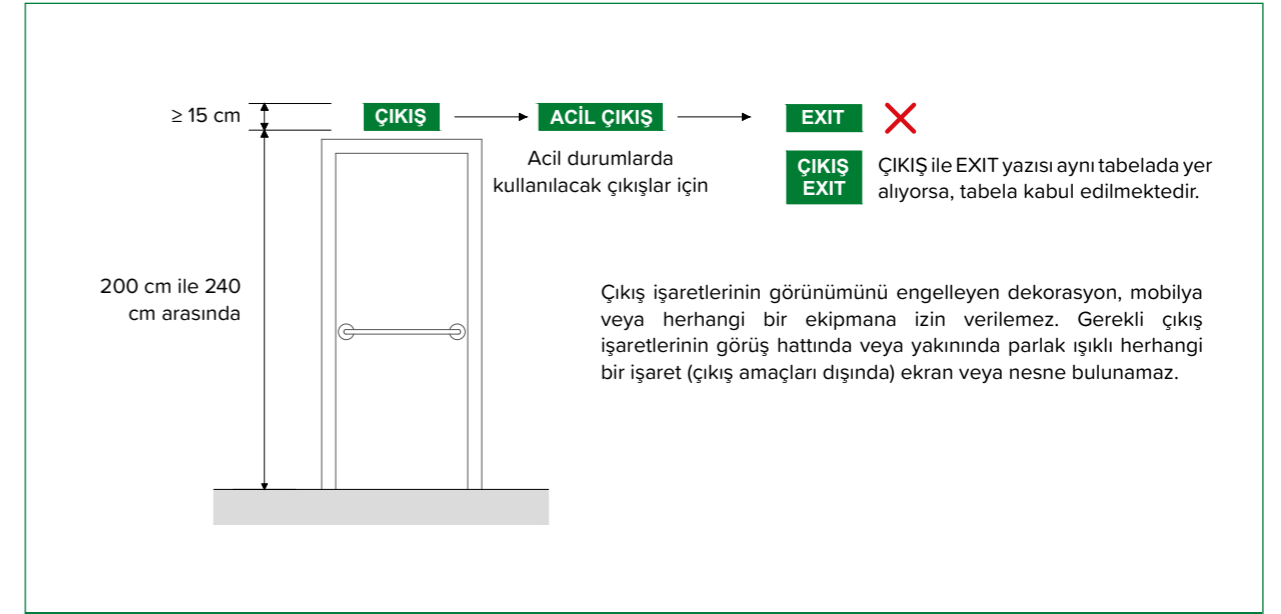 ≥ 15 cm
ÇIKIŞ
ACİL ÇIKIŞ
EXIT
Acil durumlarda
kullanılacak çıkışlar için
ÇIKIŞ
EXIT
ÇIKIŞ ile EXIT yazısı aynı tabelada yer
alıyorsa, tabela kabul edilmektedir.
200 cm ile 240
cm arasında
Çıkış işaretlerinin görünümünü engelleyen dekorasyon, mobilya
veya herhangi bir ekipmana izin verilemez. Gerekli çıkış
işaretlerinin görüş hattında veya yakınında parlak ışıklı herhangi
bir işaret (çıkış amaçları dışında) ekran veya nesne bulunamaz.